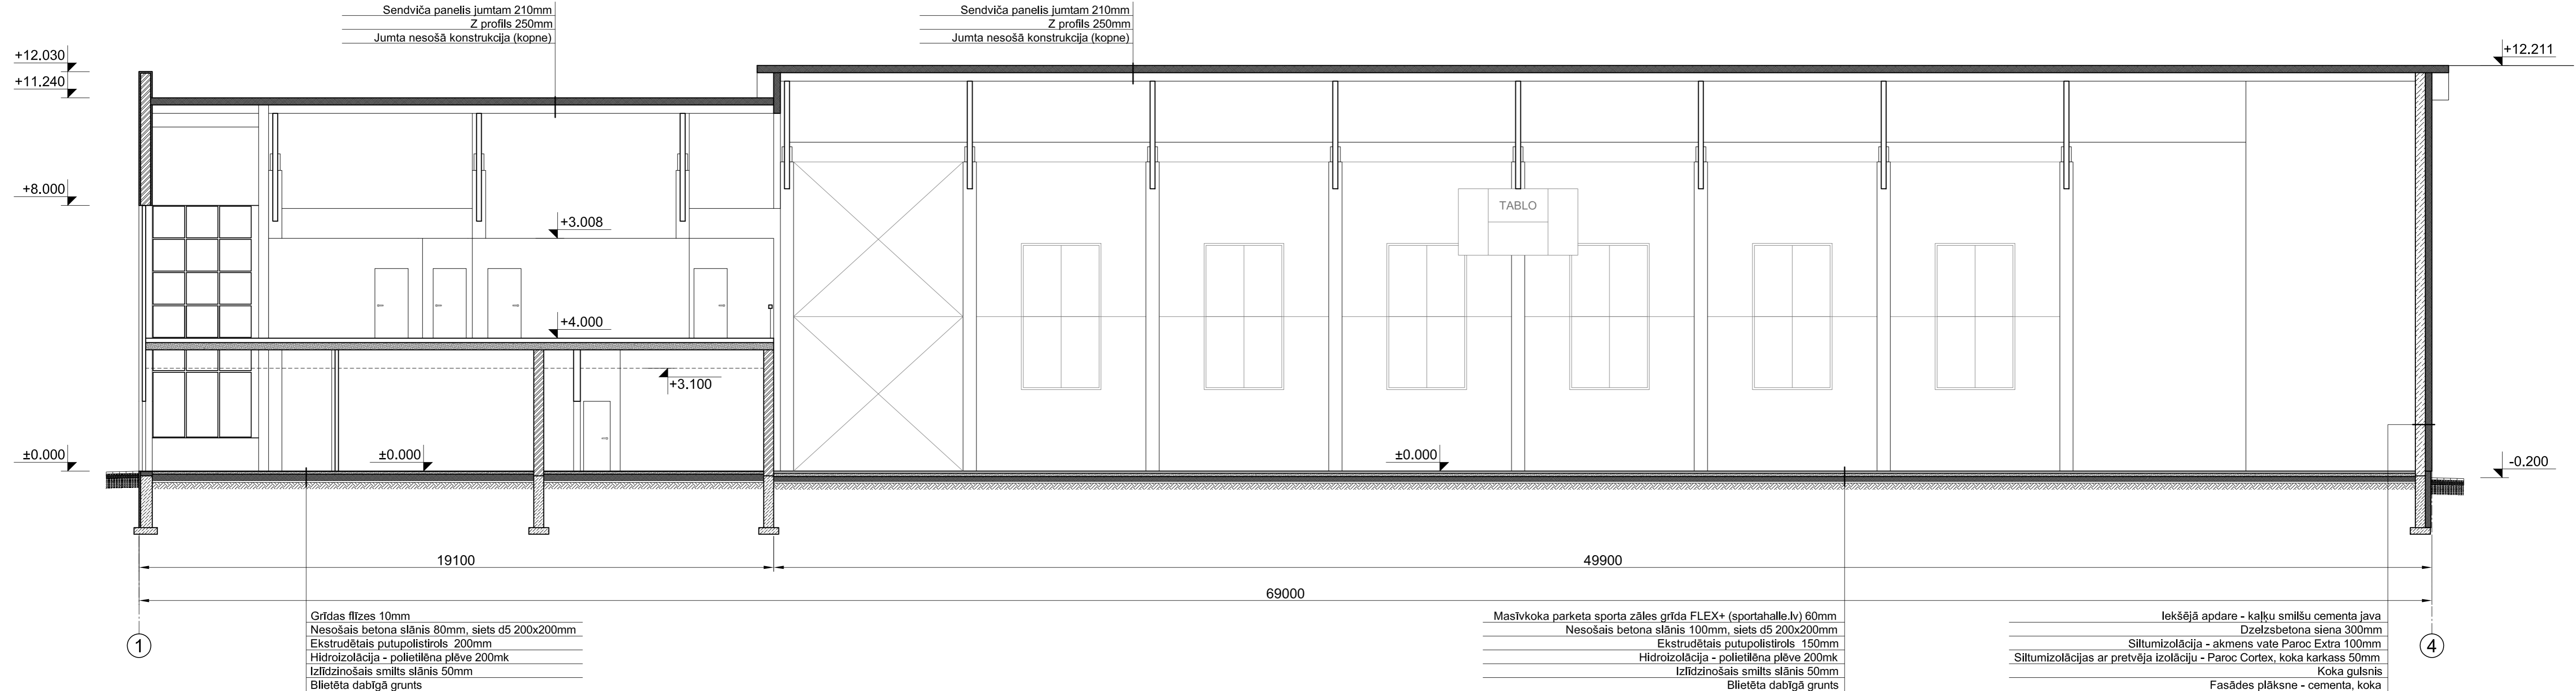 Sendviča panelis jumtam 210mm
Z profils 250mm
Jumta nesošā konstrukcija (kopne)
Sendviča panelis jumtam 210mm
Z profils 250mm
Jumta nesošā konstrukcija (kopne)
+12.030
+11.240
+12.211
+8.000
TABLO
+3.008
+4.000
+3.100
±0.000
±0.000
±0.000
-0.200
19100
49900
69000
1
4
Grīdas flīzes 10mm
Nesošais betona slānis 80mm, siets d5 200x200mm
Ekstrudētais putupolistirols 200mm
Hidroizolācija - polietilēna plēve 200mk
Izlīdzinošais smilts slānis 50mm
Blietēta dabīgā grunts
Masīvkoka parketa sporta zāles grīda FLEX+ (sportahalle.lv) 60mm
Nesošais betona slānis 100mm, siets d5 200x200mm
Ekstrudētais putupolistirols 150mm
Hidroizolācija - polietilēna plēve 200mk
Izlīdzinošais smilts slānis 50mm
Blietēta dabīgā grunts
Iekšējā apdare - kaļķu smilšu cementa java
Dzelzsbetona siena 300mm
Siltumizolācija - akmens vate Paroc Extra 100mm
Siltumizolācijas ar pretvēja izolāciju - Paroc Cortex, koka karkass 50mm
Koka gulsnis
Fasādes plāksne - cementa, koka